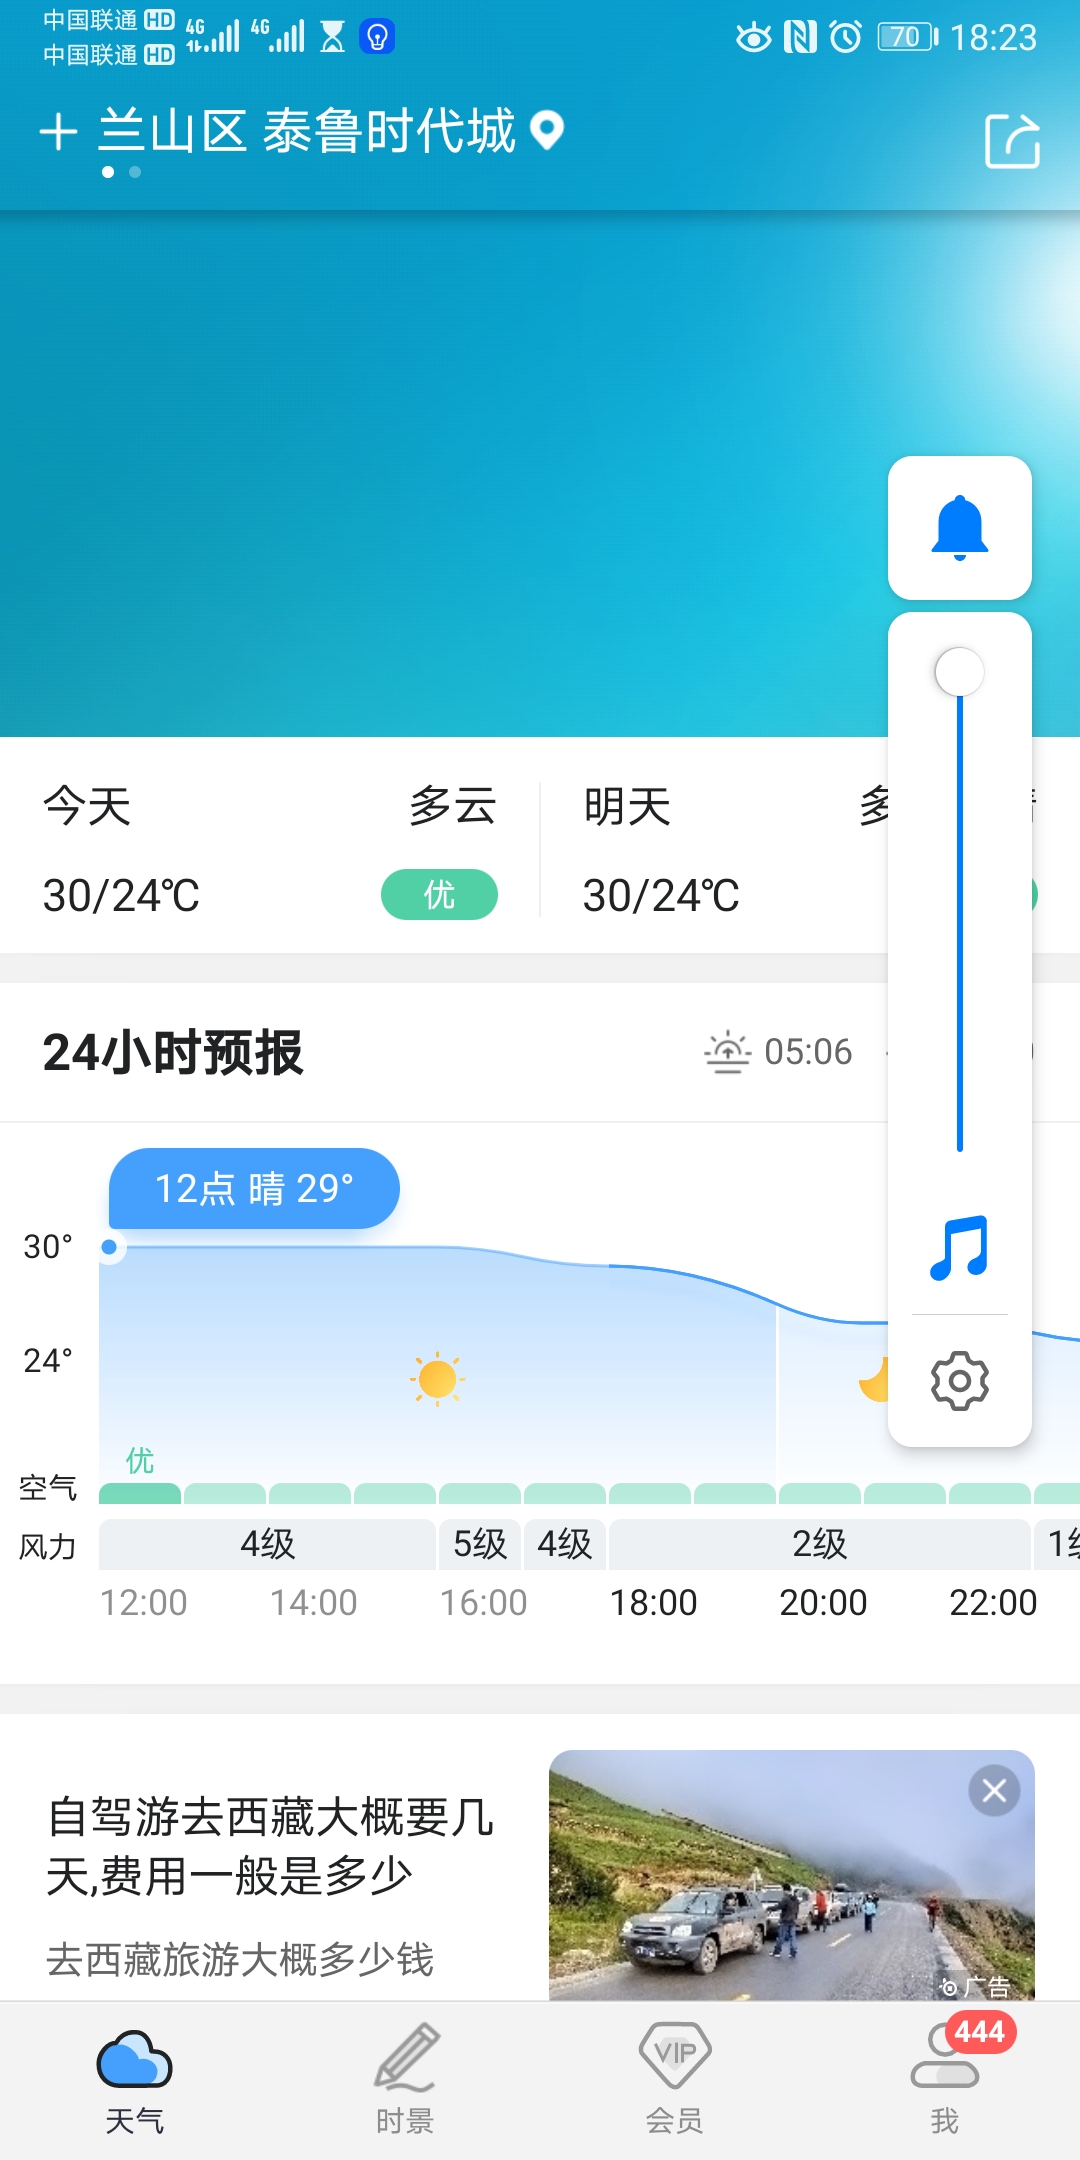 中国联通 HD 4G 4G 70 18:23
中国联通 HD
兰山区 泰鲁时代城
今天 多云 明天
30/24℃ 优 30/24℃
24小时预报 05:06
12点 晴 29°
30°
24°
优
空气
风力 4级 5级 4级 2级
12:00 14:00 16:00 18:00 20:00 22:00
自驾游去西藏大概要几
天,费用一般是多少
去西藏旅游大概多少钱
广告
VIP 444
天气 时景 会员 我